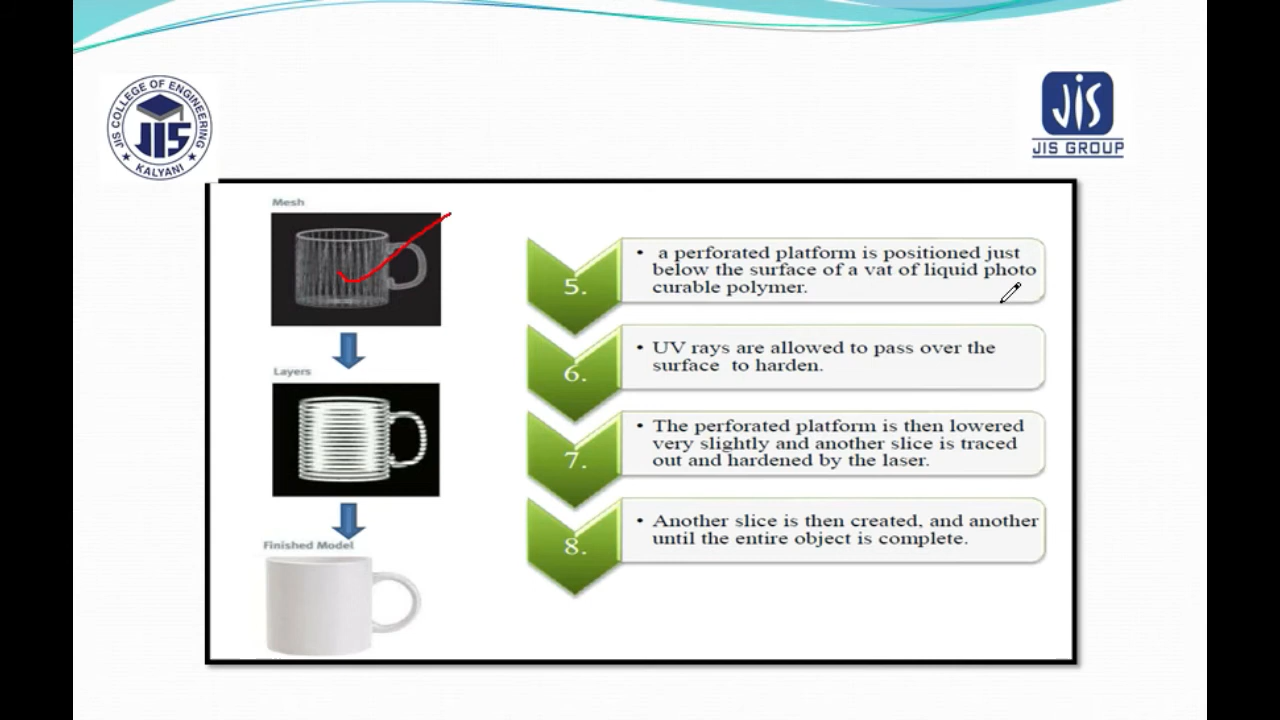 JIS COLLEGE OF ENGINEERING
JIS
KALYANI
JIS
JIS GROUP
Mesh
Layers
Finished Model
5.
• a perforated platform is positioned just
below the surface of a vat of liquid photo
curable polymer.
6.
• UV rays are allowed to pass over the
surface to harden.
7.
• The perforated platform is then lowered
very slightly and another slice is traced
out and hardened by the laser.
8.
• Another slice is then created, and another
until the entire object is complete.